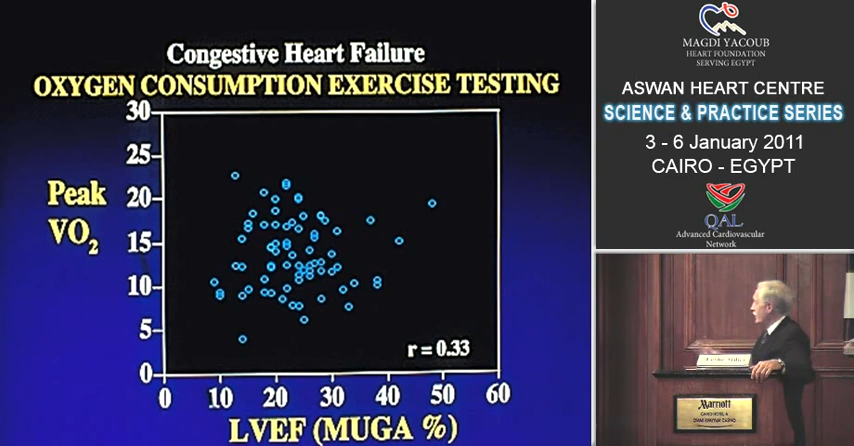 Congestive Heart Failure
OXYGEN CONSUMPTION EXERCISE TESTING
Peak
VO₂
30
25
20
15
10
5
0
r = 0.33
0 10 20 30 40 50 60
LVEF (MUGA %)
MAGDI YACOUB
HEART FOUNDATION
SERVING EGYPT
ASWAN HEART CENTRE
SCIENCE & PRACTICE SERIES
3 - 6 January 2011
CAIRO - EGYPT
QAL
Advanced Cardiovascular
Network
Marriott